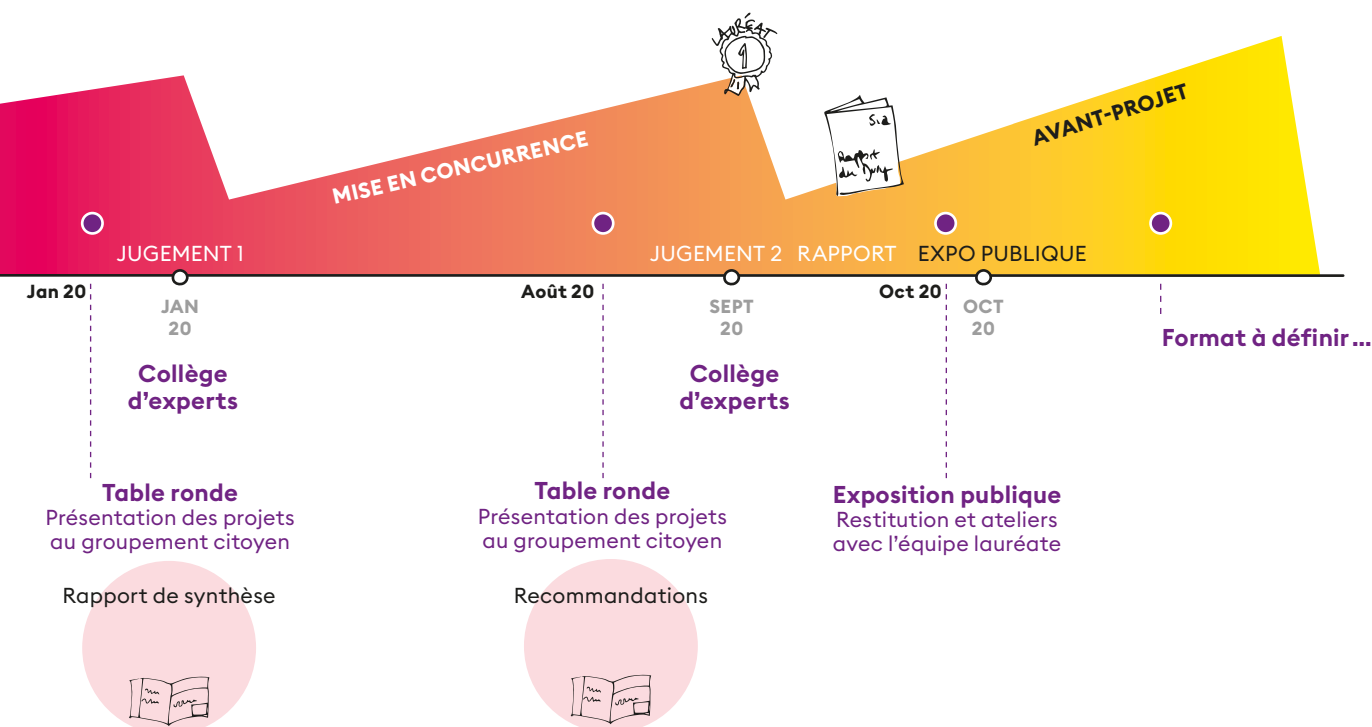 LAURÉAT
1
Sia
Rapport
du Jury
MISE EN CONCURRENCE
AVANT-PROJET
JUGEMENT 1
JUGEMENT 2
RAPPORT
EXPO PUBLIQUE
Jan 20
JAN
20
Août 20
SEPT
20
Oct 20
OCT
20
Format à définir...
Collège
d'experts
Collège
d'experts
Table ronde
Présentation des projets
au groupement citoyen
Rapport de synthèse
Table ronde
Présentation des projets
au groupement citoyen
Recommandations
Exposition publique
Restitution et ateliers
avec l'équipe lauréate